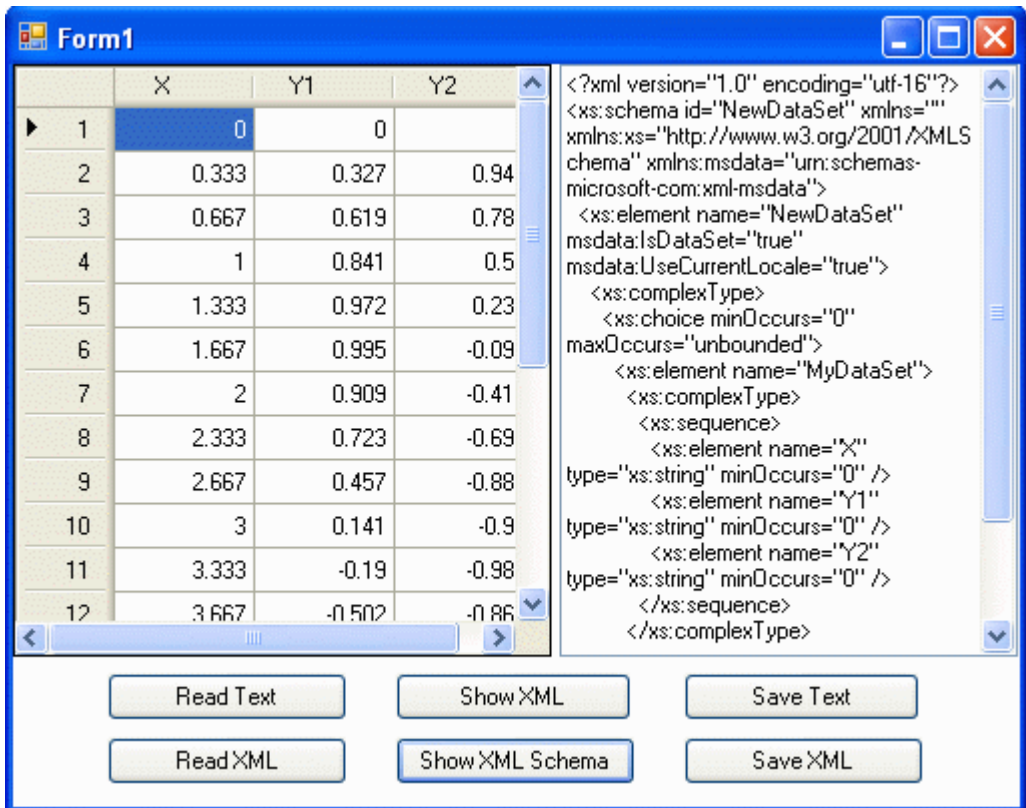 Form1
X Y1 Y2
1 0 0
2 0.333 0.327 0.94
3 0.667 0.619 0.78
4 1 0.841 0.5
5 1.333 0.972 0.23
6 1.667 0.995 -0.09
7 2 0.909 -0.41
8 2.333 0.723 -0.69
9 2.667 0.457 -0.88
10 3 0.141 -0.9
11 3.333 -0.19 -0.98
12 3.667 -0.502 -0.86
<?xml version="1.0" encoding="utf-16"?>
<xs:schema id="NewDataSet" xmlns=""
xmlns:xs="http://www.w3.org/2001/XMLS
chema" xmlns:msdata="urn:schemas-
microsoft-com:xml-msdata">
<xs:element name="NewDataSet"
msdata:IsDataSet="true"
msdata:UseCurrentLocale="true">
<xs:complexType>
<xs:choice minOccurs="0"
maxOccurs="unbounded">
<xs:element name="MyDataSet">
<xs:complexType>
<xs:sequence>
<xs:element name="X"
type="xs:string" minOccurs="0" />
<xs:element name="Y1"
type="xs:string" minOccurs="0" />
<xs:element name="Y2"
type="xs:string" minOccurs="0" />
</xs:sequence>
</xs:complexType>
Read Text Show XML Save Text
Read XML Show XML Schema Save XML